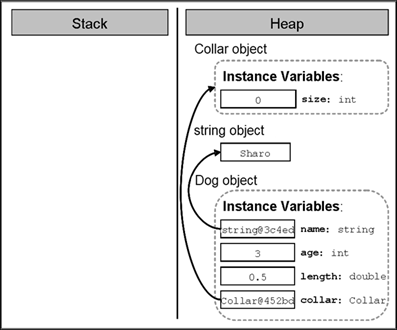 Stack
Heap
Collar object
Instance Variables:
0 size: int
string object
Sharo
Dog object
Instance Variables:
string@3c4ed name: string
3 age: int
0.5 length: double
Collar@452bd collar: Collar